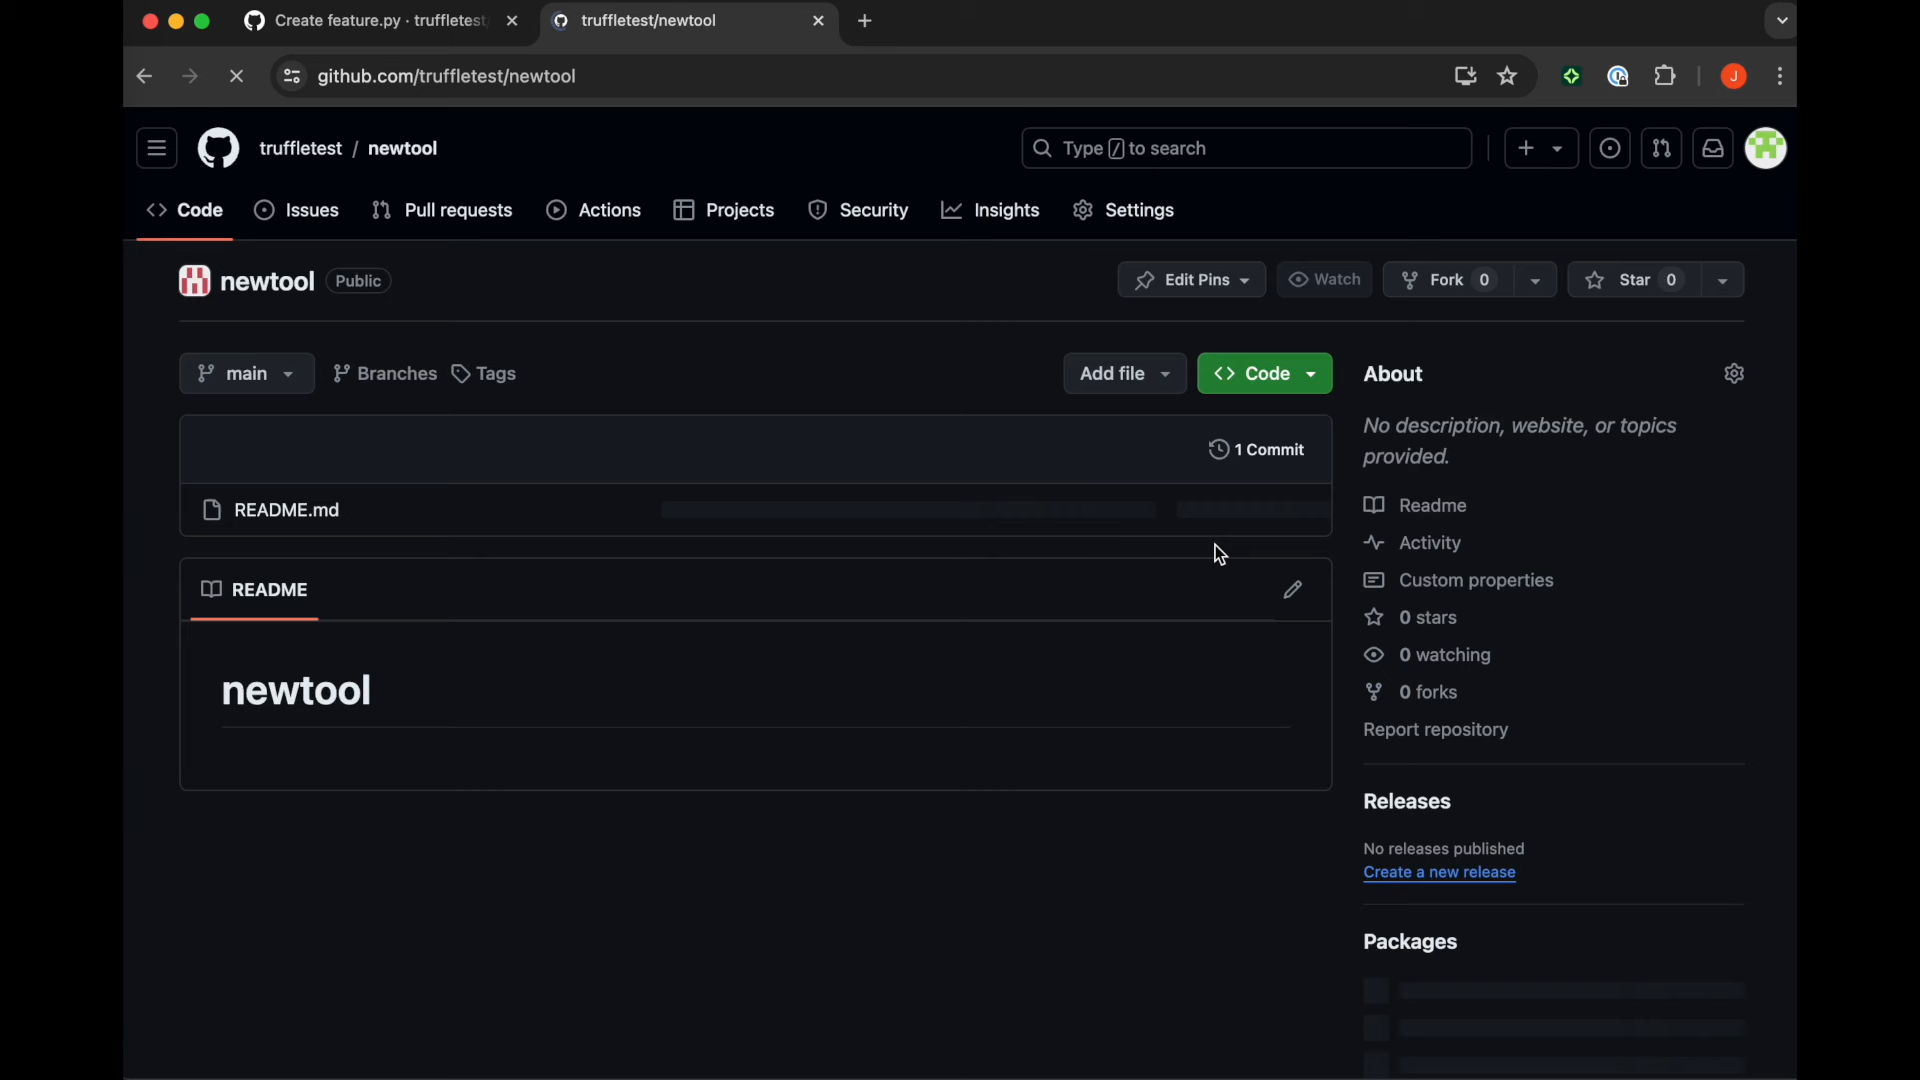 Create feature.py · truffletest/
truffletest/newtool
github.com/truffletest/newtool
J
truffletest / newtool
Type / to search
Code
Issues
Pull requests
Actions
Projects
Security
Insights
Settings
newtool
Public
Edit Pins
Watch
Fork 0
Star 0
main
Branches
Tags
Add file
Code
About
No description, website, or topics
provided.
1 Commit
README.md
Readme
Activity
Custom properties
0 stars
0 watching
0 forks
Report repository
README
newtool
Releases
No releases published
Create a new release
Packages